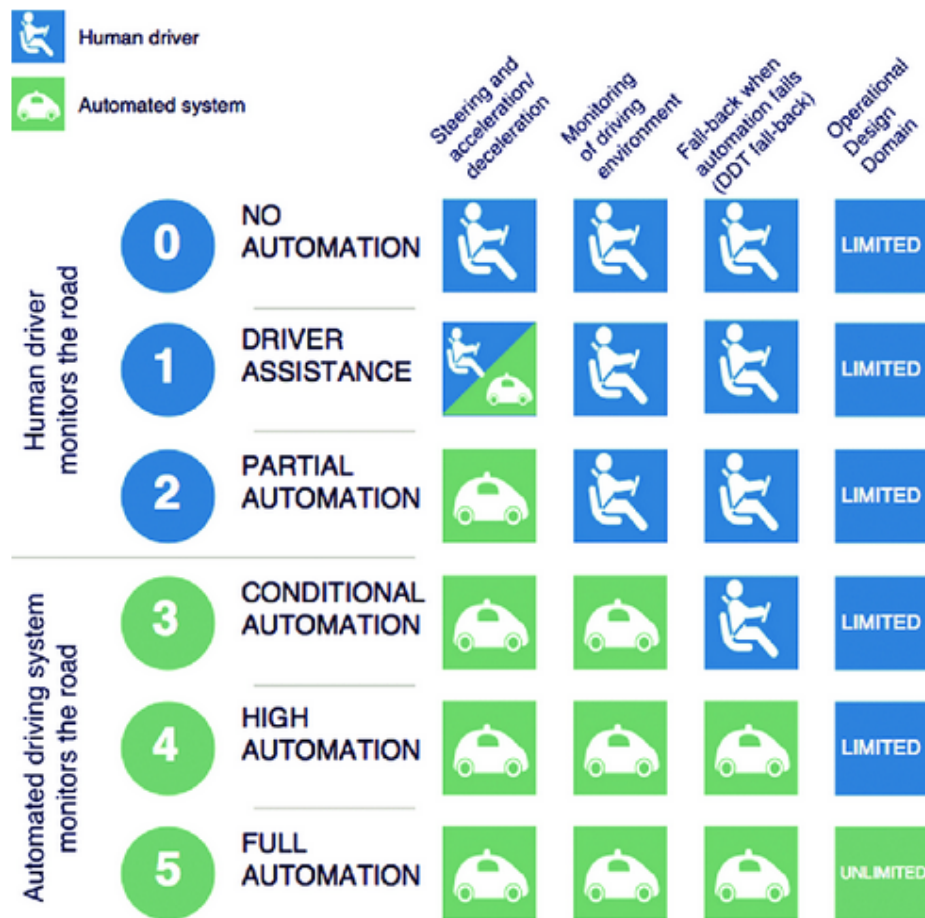 Human driver
Automated system
Steering and
acceleration/
deceleration
Monitoring
of driving
environment
Fall-back when
automation fails
(DDT fall-back)
Operational
Design
Domain
Human driver
monitors the road
0
NO
AUTOMATION
LIMITED
1
DRIVER
ASSISTANCE
LIMITED
2
PARTIAL
AUTOMATION
LIMITED
Automated driving system
monitors the road
3
CONDITIONAL
AUTOMATION
LIMITED
4
HIGH
AUTOMATION
LIMITED
5
FULL
AUTOMATION
UNLIMITED